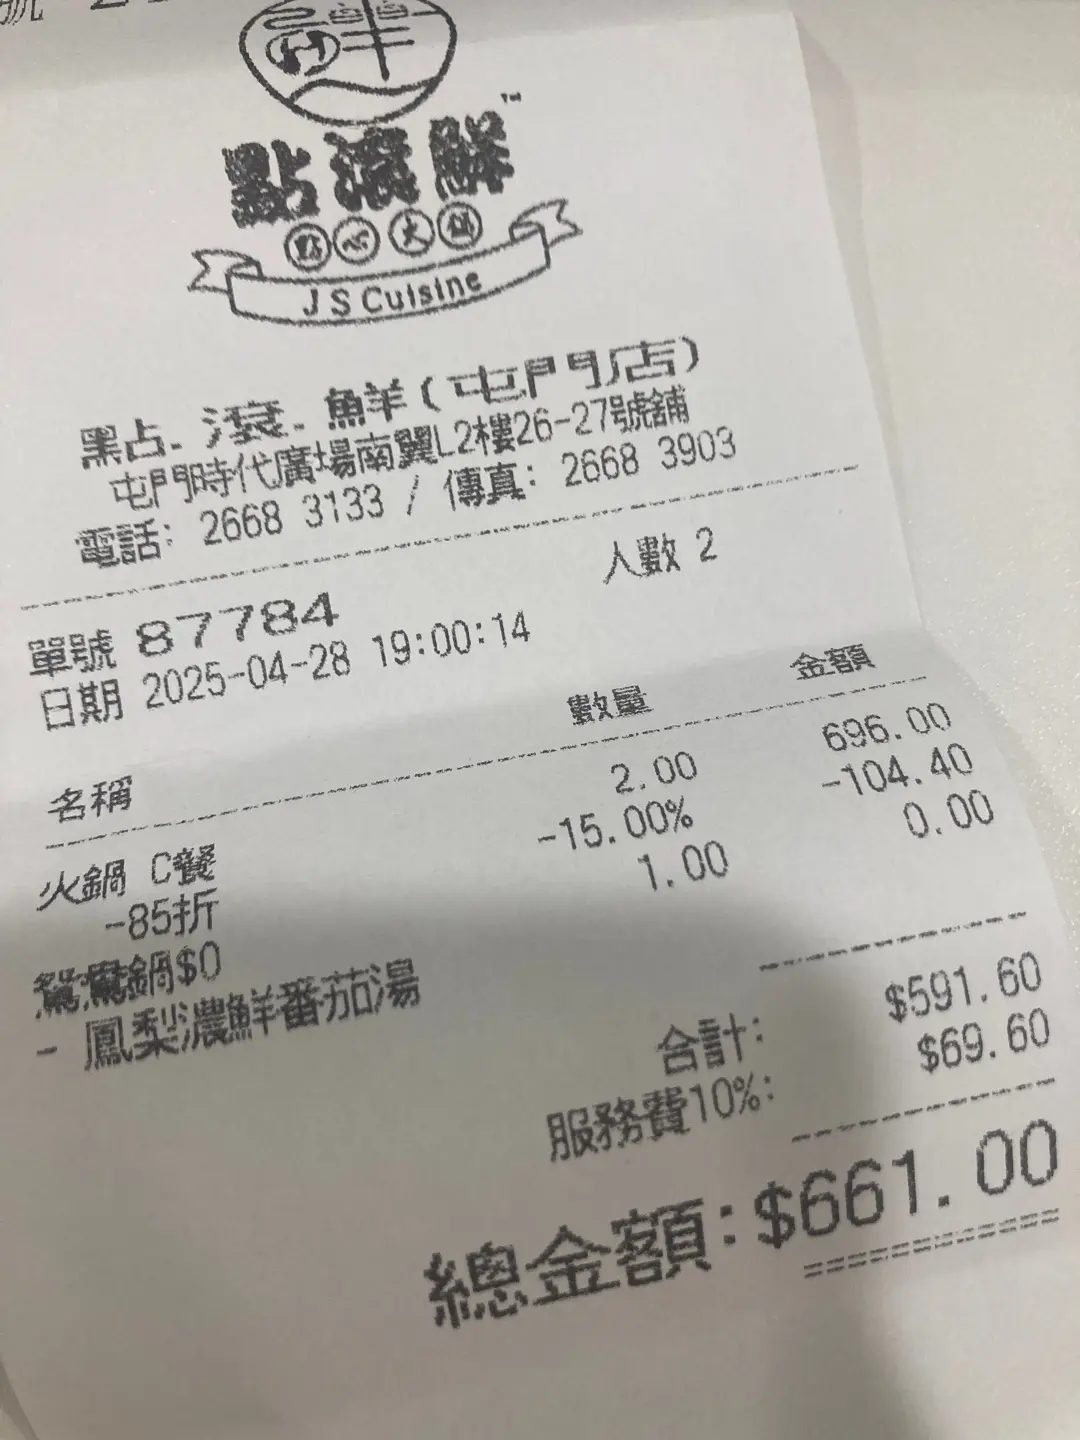 號
鮮
點滾鮮™
點心火鍋
JS Cuisine
點.滾.鮮(屯門店)
屯門時代廣場南翼L2樓26-27號舖
電話: 2668 3133 / 傳真: 2668 3903
人數 2
單號 87784
日期 2025-04-28 19:00:14
名稱 數量 金額
火鍋 C餐 2.00 696.00
-85折 -15.00% -104.40
鴛鴦鍋$0 1.00 0.00
- 鳳梨濃鮮番茄湯
合計: $591.60
服務費10%: $69.60
總金額: $661.00